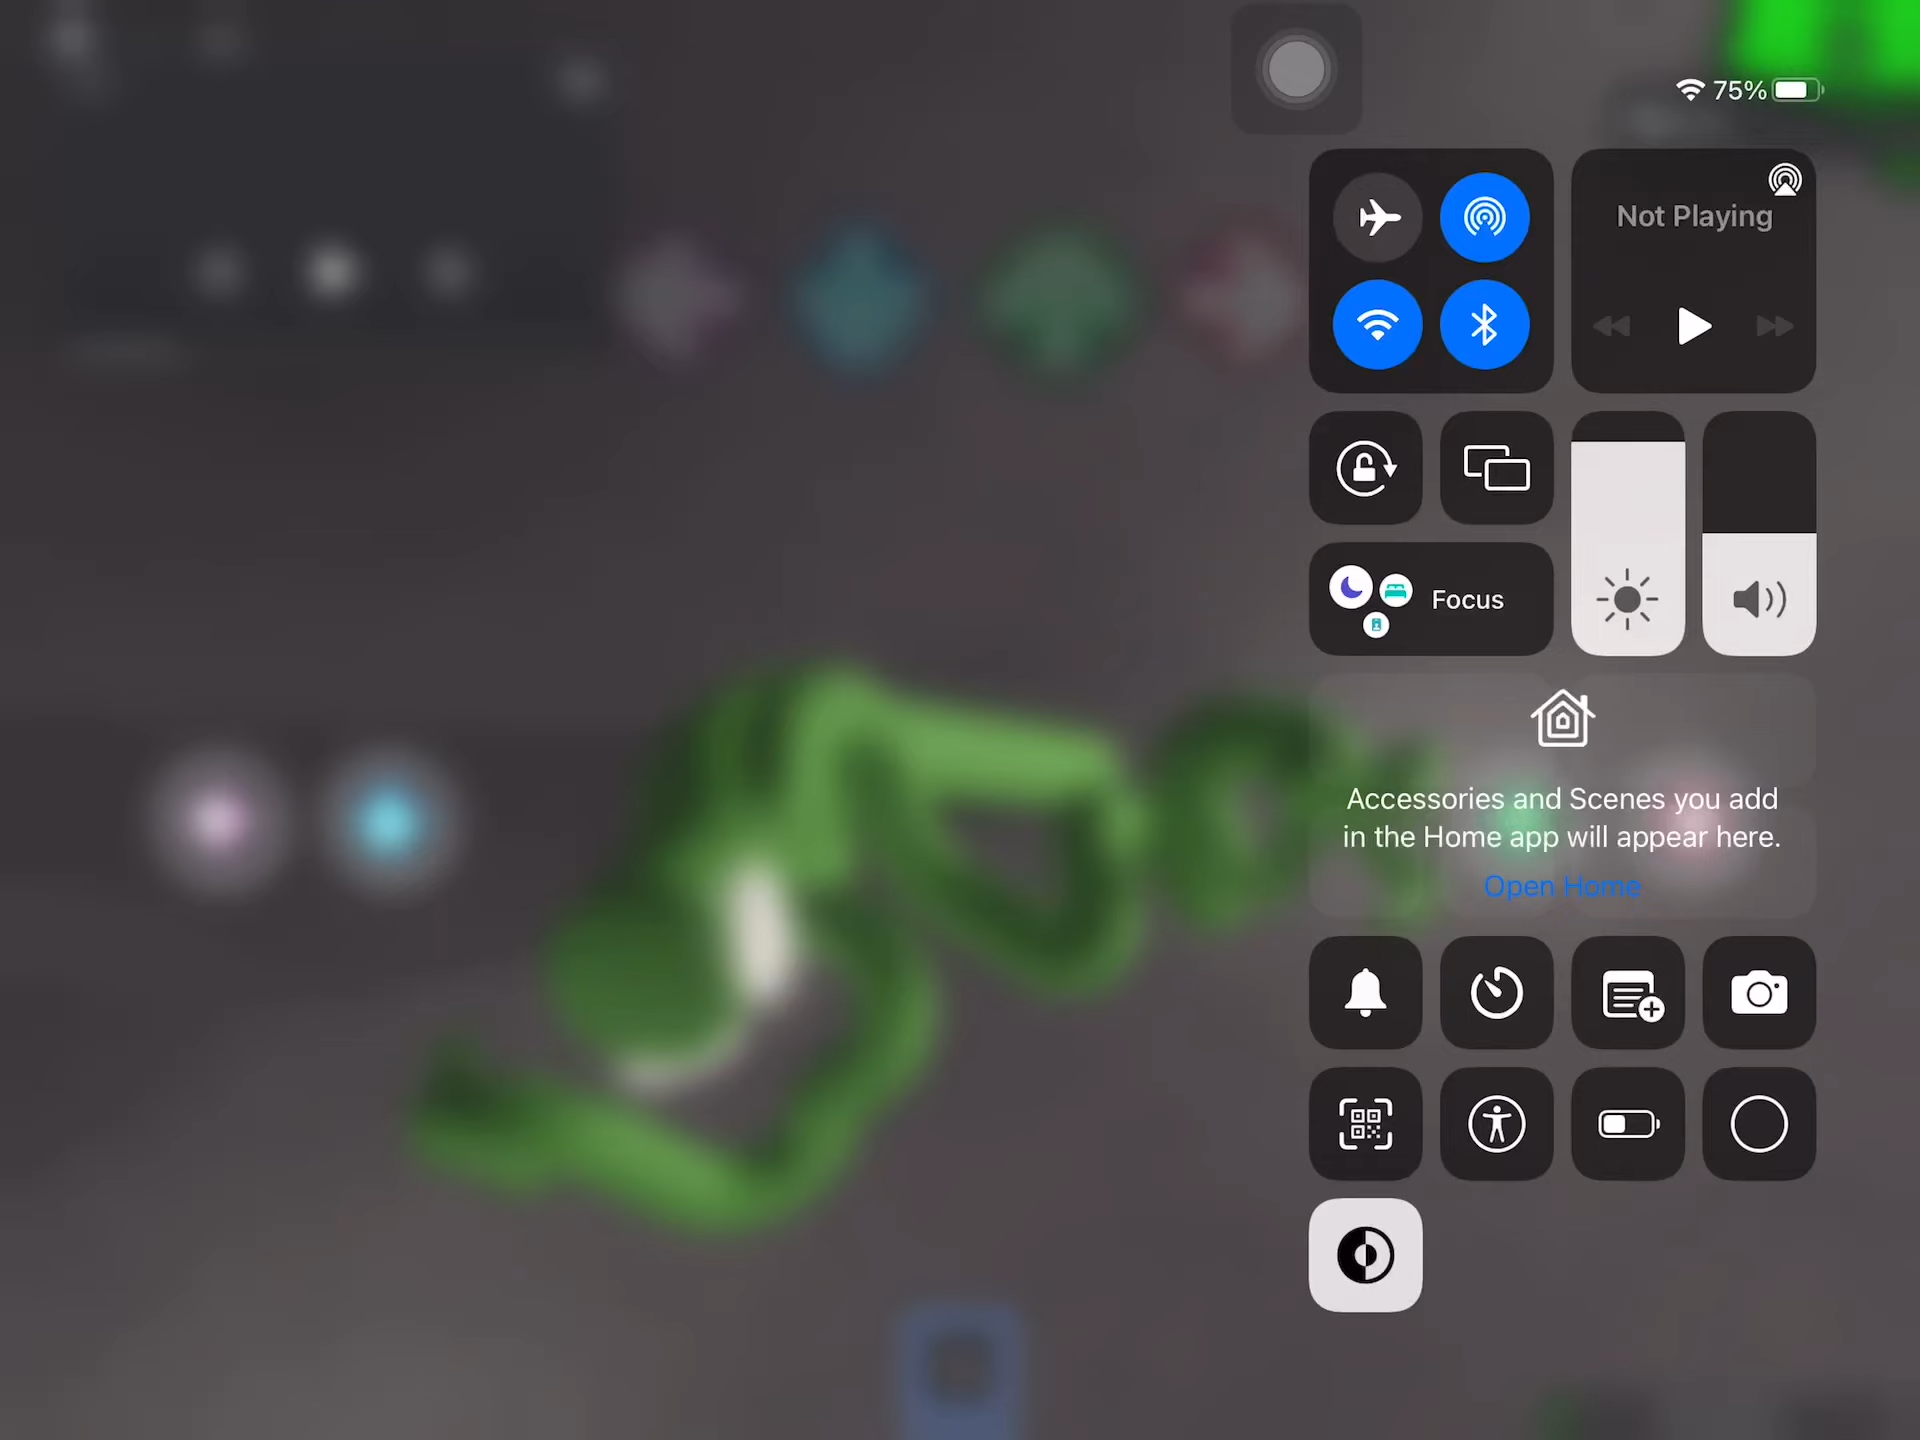 75%
Not Playing
Focus
Accessories and Scenes you add
in the Home app will appear here.
Open Home